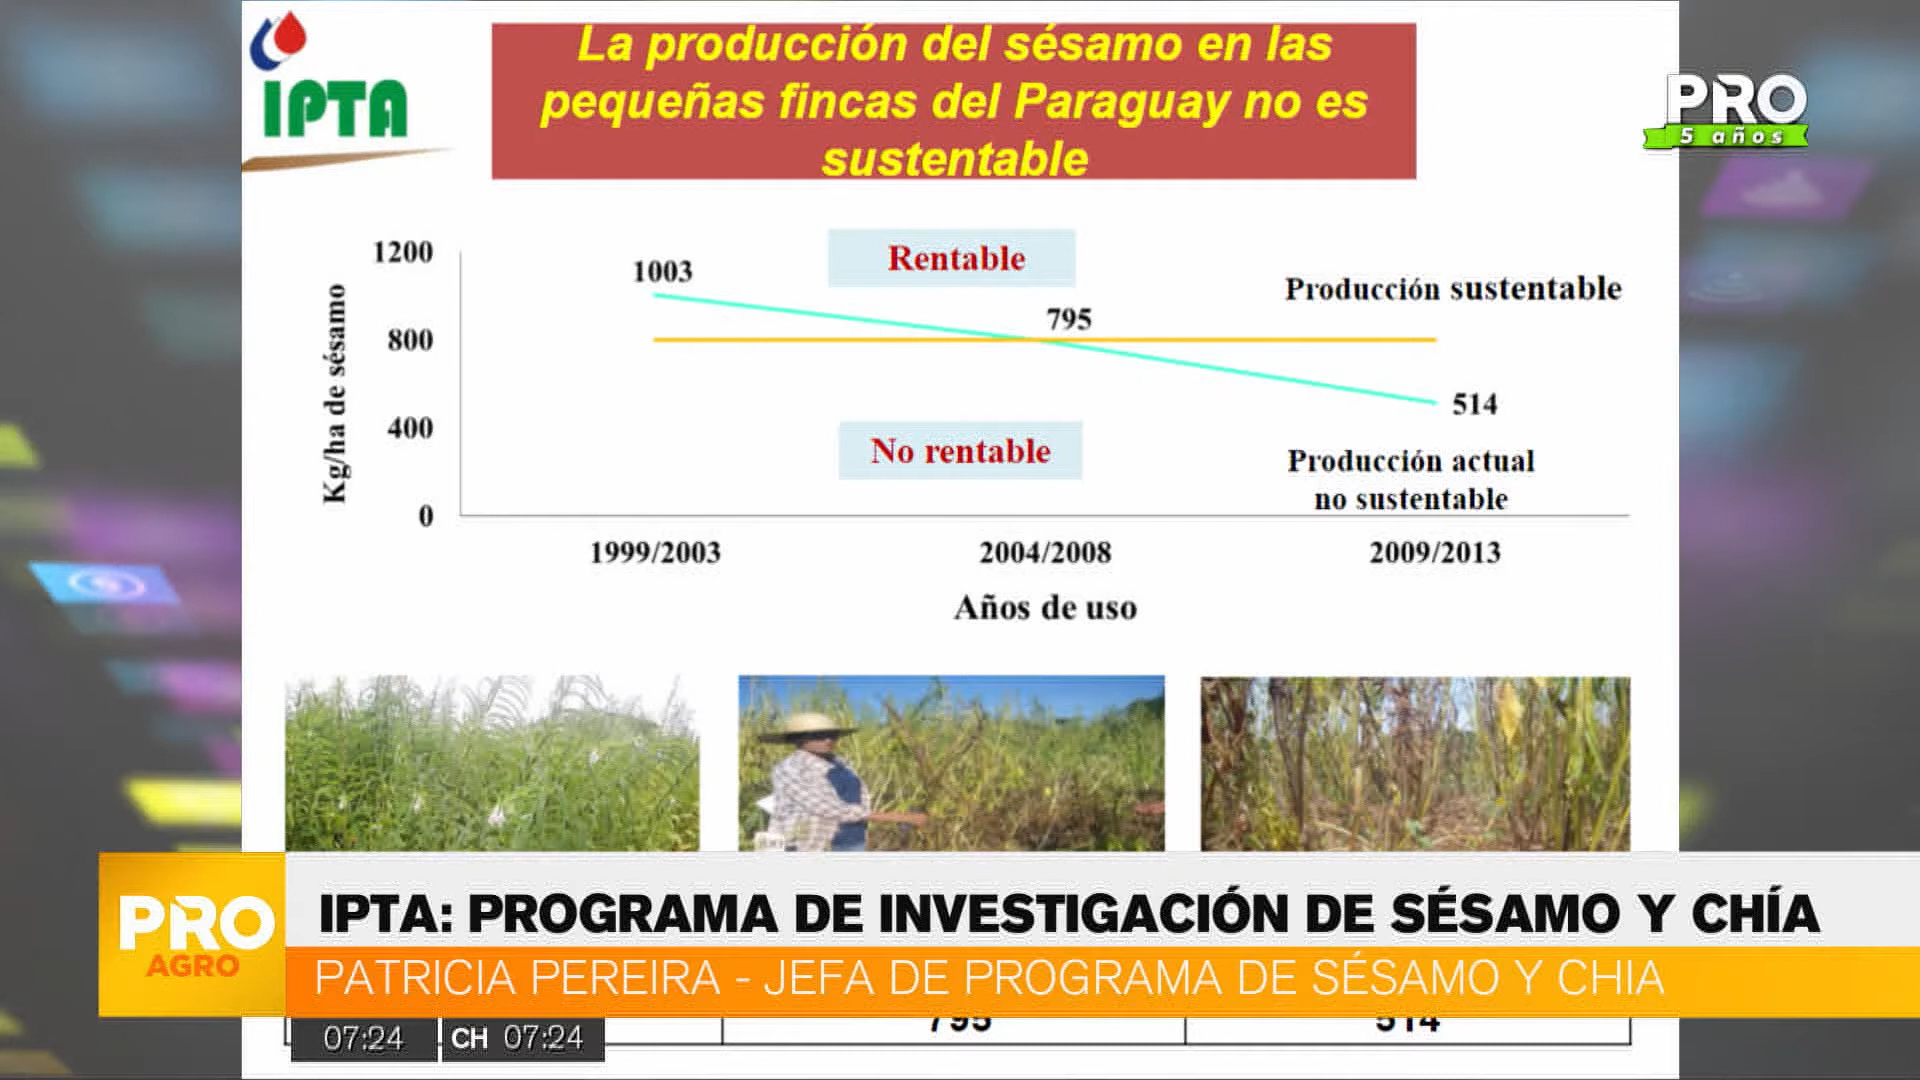 IPTA
La producción del sésamo en las
pequeñas fincas del Paraguay no es
sustentable
PRO
5 años
1200
800
400
0
Kg/ha de sésamo
1003
Rentable
795
Producción sustentable
514
No rentable
Producción actual
no sustentable
1999/2003
2004/2008
2009/2013
Años de uso
PRO
AGRO
IPTA: PROGRAMA DE INVESTIGACIÓN DE SÉSAMO Y CHÍA
PATRICIA PEREIRA - JEFA DE PROGRAMA DE SÉSAMO Y CHIA
07:24
CH 07:24
795
514